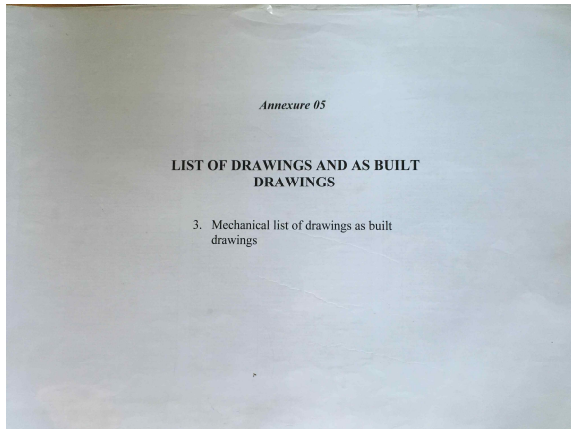 Annexure 05
LIST OF DRAWINGS AND AS BUILT
DRAWINGS
3. Mechanical list of drawings as built
drawings